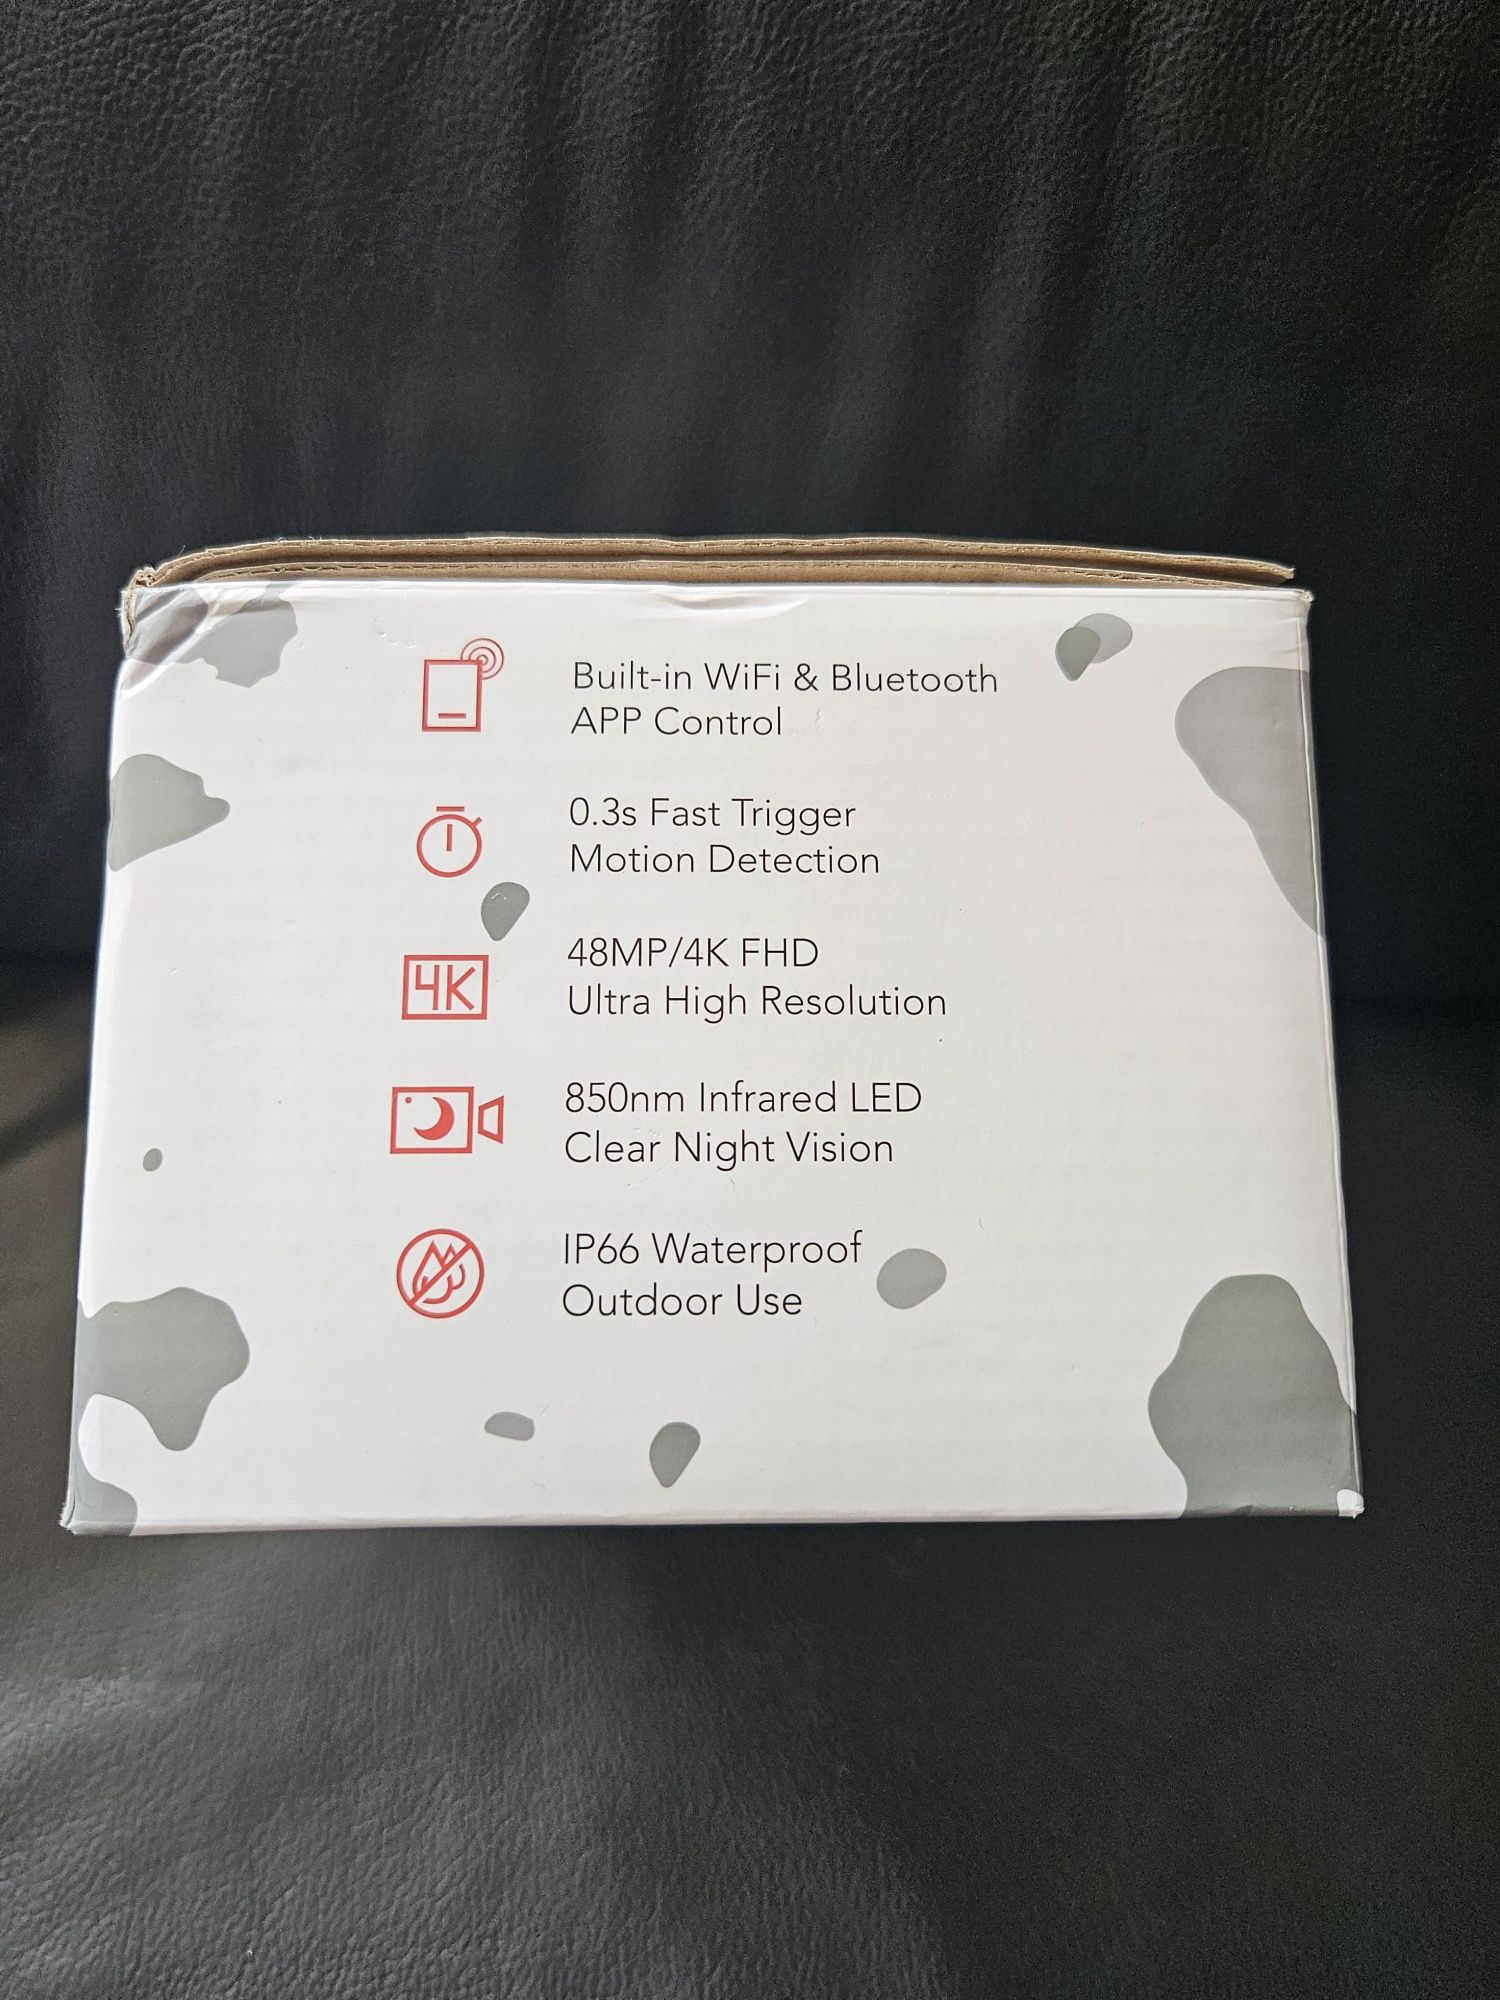 Built-in WiFi & Bluetooth
APP Control
0.3s Fast Trigger
Motion Detection
4K
48MP/4K FHD
Ultra High Resolution
850nm Infrared LED
Clear Night Vision
IP66 Waterproof
Outdoor Use